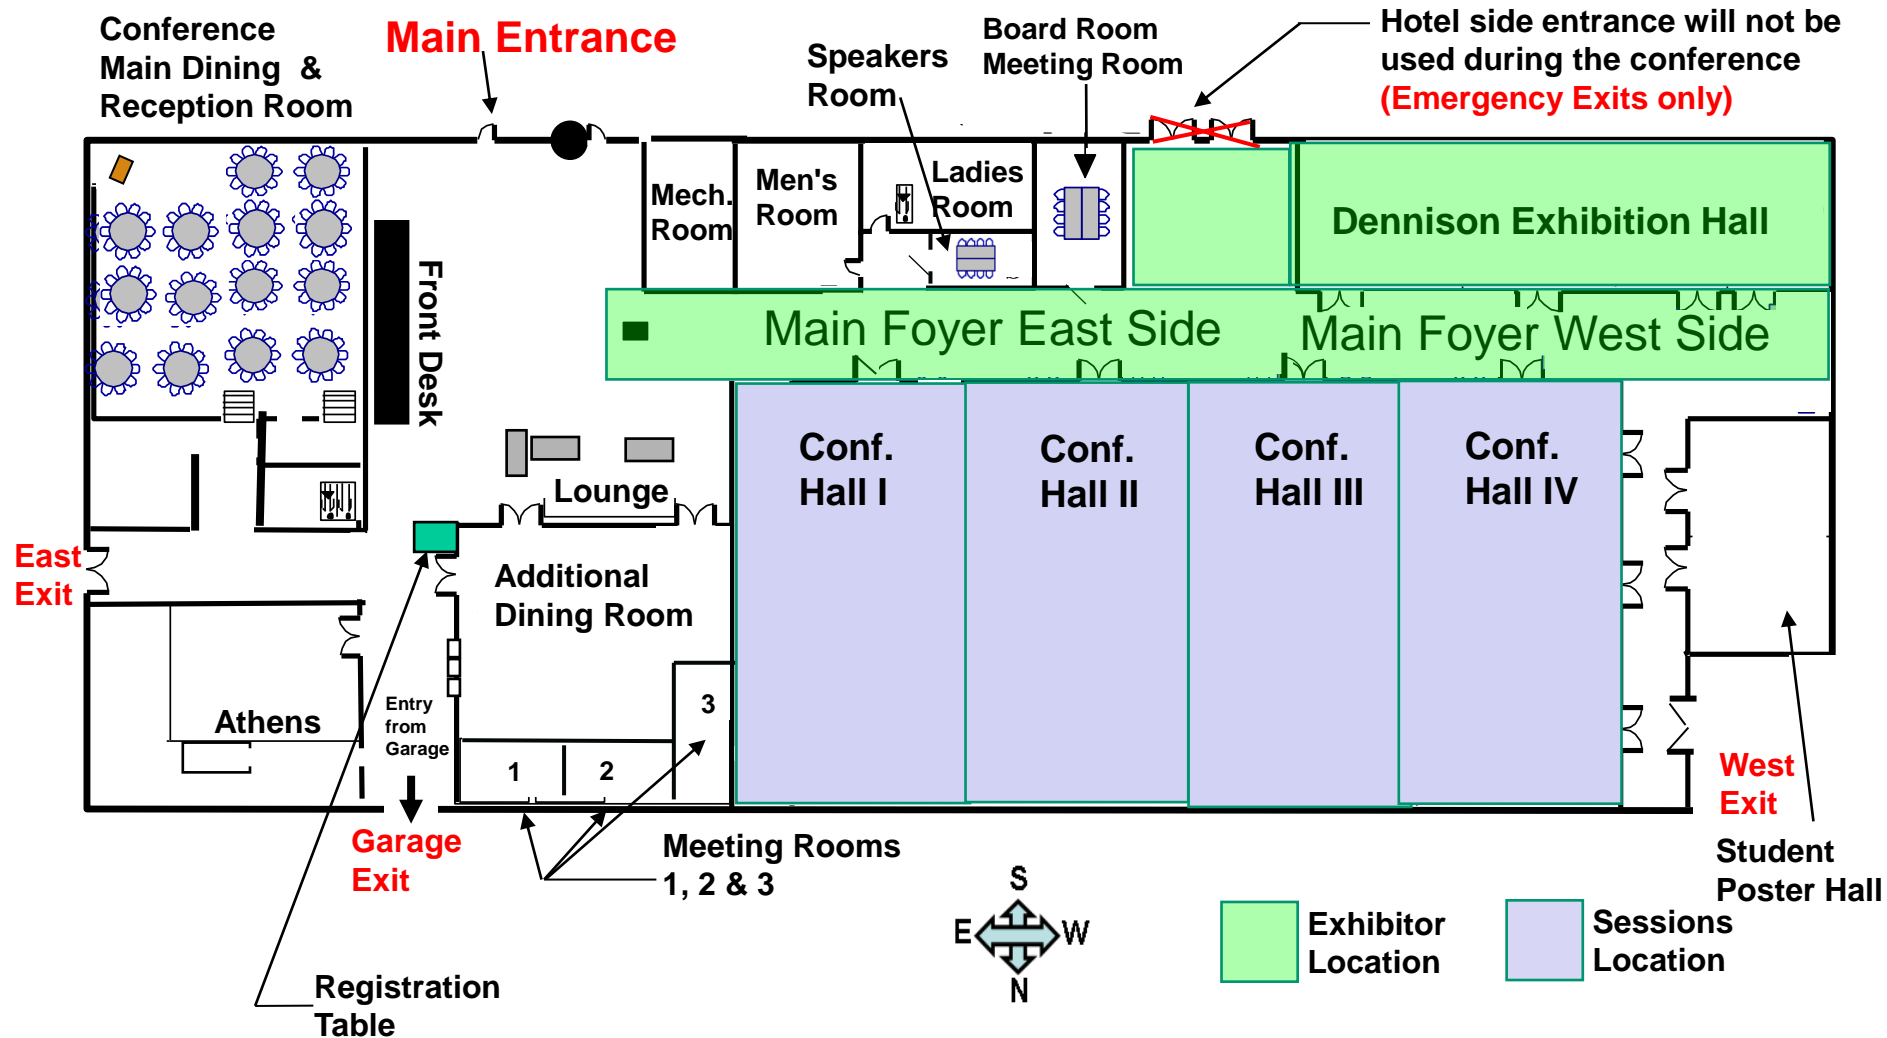 Conference
Main Dining &
Reception Room
Main Entrance
Speakers
Room
Board Room
Meeting Room
Hotel side entrance will not be
used during the conference
(Emergency Exits only)
Mech.
Room
Men's
Room
Ladies
Room
Dennison Exhibition Hall
Front Desk
Main Foyer East Side
Main Foyer West Side
Conf.
Hall I
Conf.
Hall II
Conf.
Hall III
Conf.
Hall IV
Lounge
East
Exit
Additional
Dining Room
Athens
Entry
from
Garage
3
1
2
Garage
Exit
Meeting Rooms
1, 2 & 3
West
Exit
Student
Poster Hall
S
E
W
N
Exhibitor
Location
Sessions
Location
Registration
Table